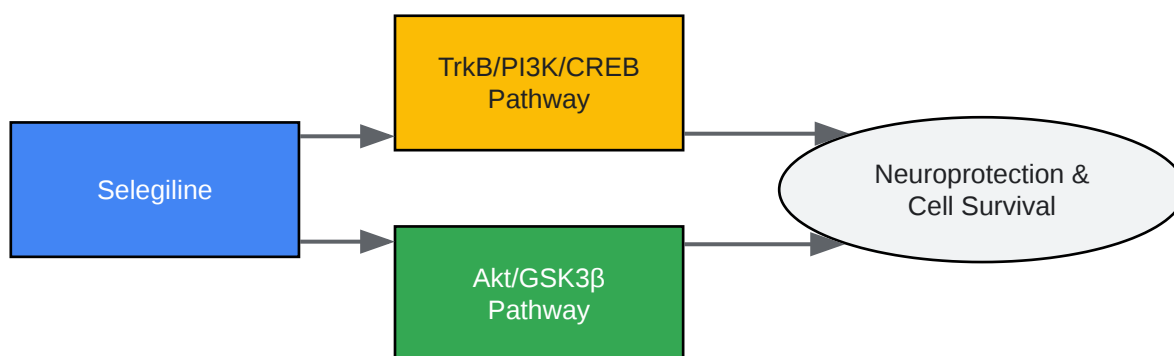 TrkB/PI3K/CREB
Pathway
Selegiline
Neuroprotection &
Cell Survival
Akt/GSK3β
Pathway